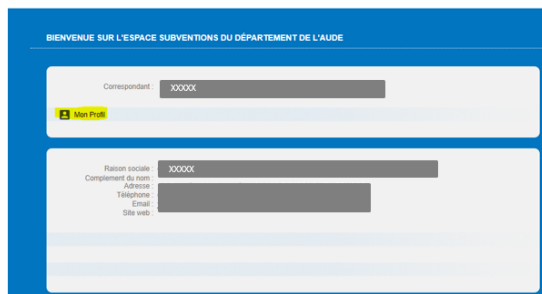 BIENVENUE SUR L'ESPACE SUBVENTIONS DU DÉPARTEMENT DE L'AUDE
Correspondant : XXXXX
Mon Profil
Raison sociale : XXXXX
Complement du nom :
Adresse :
Téléphone :
Email :
Site web :